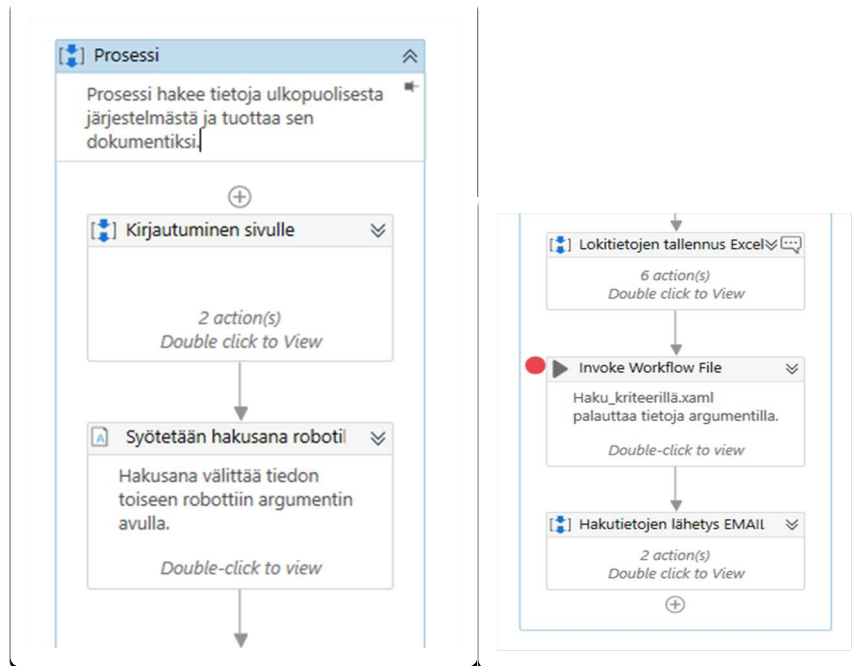 Prosessi
Prosessi hakee tietoja ulkopuolisesta
järjestelmästä ja tuottaa sen
dokumentiksi.
Kirjautuminen sivulle
2 action(s)
Double click to View
Syötetään hakusana roboti
Hakusana välittää tiedon
toiseen robottiin argumentin
avulla.
Double-click to view
Lokitietojen tallennus Excel
6 action(s)
Double click to View
Invoke Workflow File
Haku_kriteerillä.xaml
palauttaa tietoja argumentilla.
Double-click to view
Hakutietojen lähetys EMAIL
2 action(s)
Double click to View